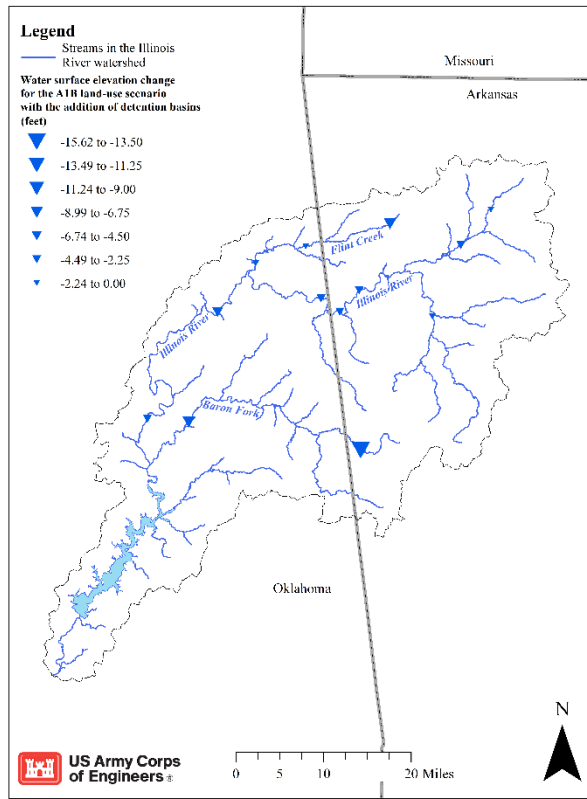 Legend
Streams in the Illinois
River watershed
Water surface elevation change
for the A1B land-use scenario
with the addition of detention basins
(feet)
-15.62 to -13.50
-13.49 to -11.25
-11.24 to -9.00
-8.99 to -6.75
-6.74 to -4.50
-4.49 to -2.25
-2.24 to 0.00
Missouri
Arkansas
Flint Creek
Illinois River
Illinois River
Baron Fork
Oklahoma
N
US Army Corps
of Engineers ®
0 5 10 20 Miles